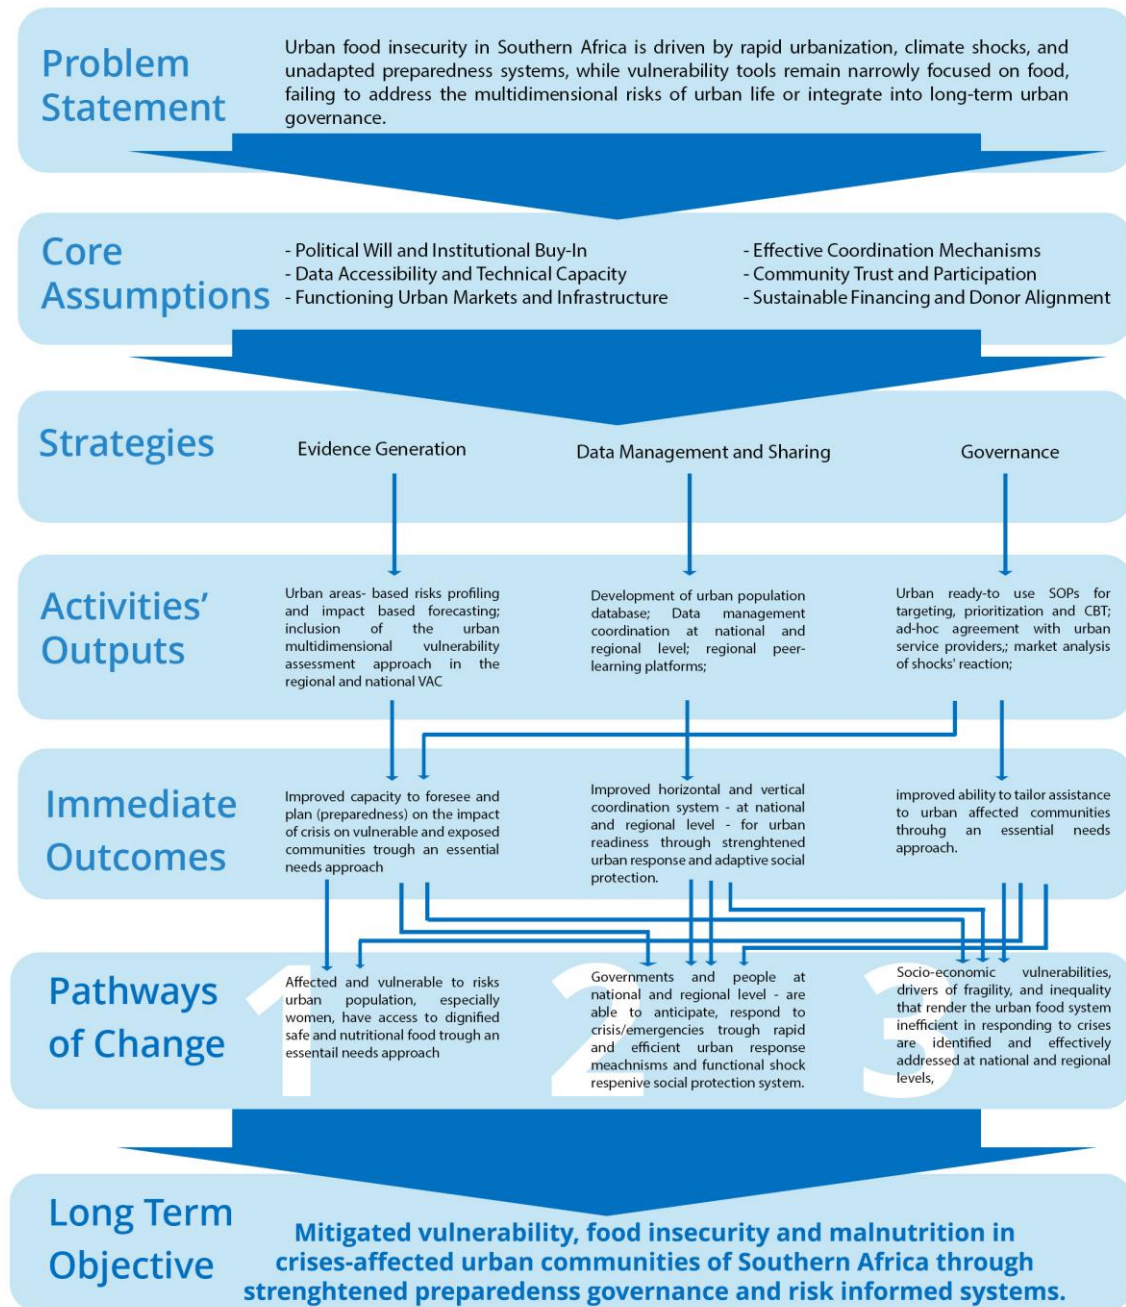 Problem
Statement
Urban food insecurity in Southern Africa is driven by rapid urbanization, climate shocks, and
unadapted preparedness systems, while vulnerability tools remain narrowly focused on food,
failing to address the multidimensional risks of urban life or integrate into long-term urban
governance.
Core
Assumptions
- Political Will and Institutional Buy-In
- Data Accessibility and Technical Capacity
- Functioning Urban Markets and Infrastructure
- Effective Coordination Mechanisms
- Community Trust and Participation
- Sustainable Financing and Donor Alignment
Strategies
Evidence Generation
Data Management and Sharing
Governance
Activities'
Outputs
Urban areas- based risks profiling
and impact based forecasting;
inclusion of the urban
multidimensional vulnerability
assessment approach in the
regional and national VAC
Development of urban population
database; Data management
coordination at national and
regional level; regional peer-
learning platforms;
Urban ready-to use SOPs for
targeting, prioritization and CBT;
ad-hoc agreement with urban
service providers,; market analysis
of shocks' reaction;
Immediate
Outcomes
Improved capacity to foresee and
plan (preparedness) on the impact
of crisis on vulnerable and exposed
communities trough an essential
needs approach
Improved horizontal and vertical
coordination system - at national
and regional level - for urban
readiness through strenghtened
urban response and adaptive social
protection.
improved ability to tailor assistance
to urban affected communities
throuhg an essential needs
approach.
Pathways
of Change
1
Affected and vulnerable to risks
urban population, especially
women, have access to dignified
safe and nutritional food trough an
essentail needs approach
2
Governments and people at
national and regional level - are
able to anticipate, respond to
crisis/emergencies trough rapid
and efficient urban response
meachnisms and functional shock
respenive social protection system.
3
Socio-economic vulnerabilities,
drivers of fragility, and inequality
that render the urban food system
inefficient in responding to crises
are identified and effectively
addressed at national and regional
levels,
Long Term
Objective
Mitigated vulnerability, food insecurity and malnutrition in
crises-affected urban communities of Southern Africa through
strenghtened preparedenss governance and risk informed systems.